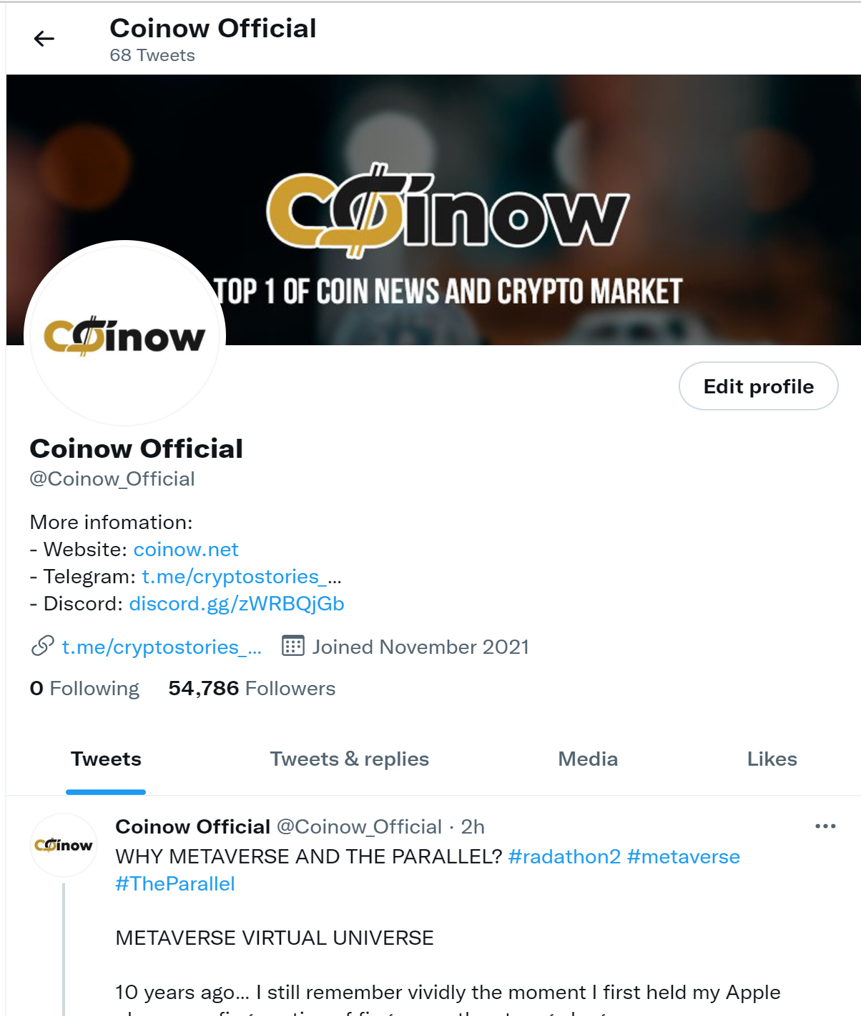 Coinow Official
68 Tweets
Coinow
TOP 1 OF COIN NEWS AND CRYPTO MARKET
Coinow
Edit profile
Coinow Official
@Coinow_Official
More infomation:
- Website: coinow.net
- Telegram: t.me/cryptostories_...
- Discord: discord.gg/zWRBQjGb
t.me/cryptostories_... Joined November 2021
0 Following 54,786 Followers
Tweets Tweets & replies Media Likes
Coinow
Coinow Official @Coinow_Official · 2h
WHY METAVERSE AND THE PARALLEL? #radathon2 #metaverse
#TheParallel
METAVERSE VIRTUAL UNIVERSE
10 years ago... I still remember vividly the moment I first held my Apple